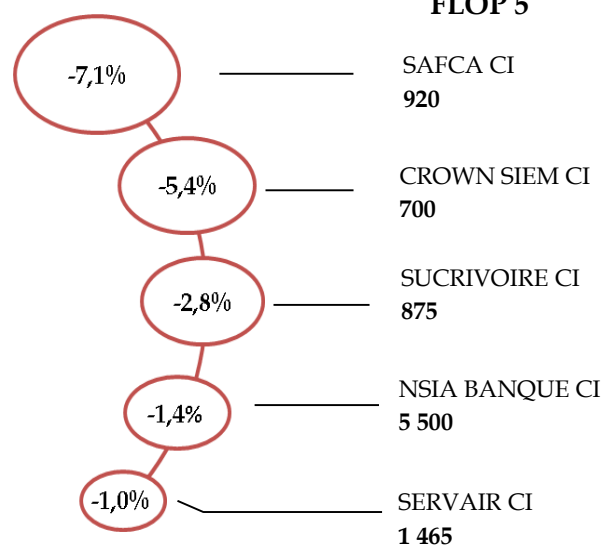 FLOP 5
-7,1%
SAFCA CI
920
-5,4%
CROWN SIEM CI
700
-2,8%
SUCRIVOIRE CI
875
-1,4%
NSIA BANQUE CI
5 500
-1,0%
SERVAIR CI
1 465